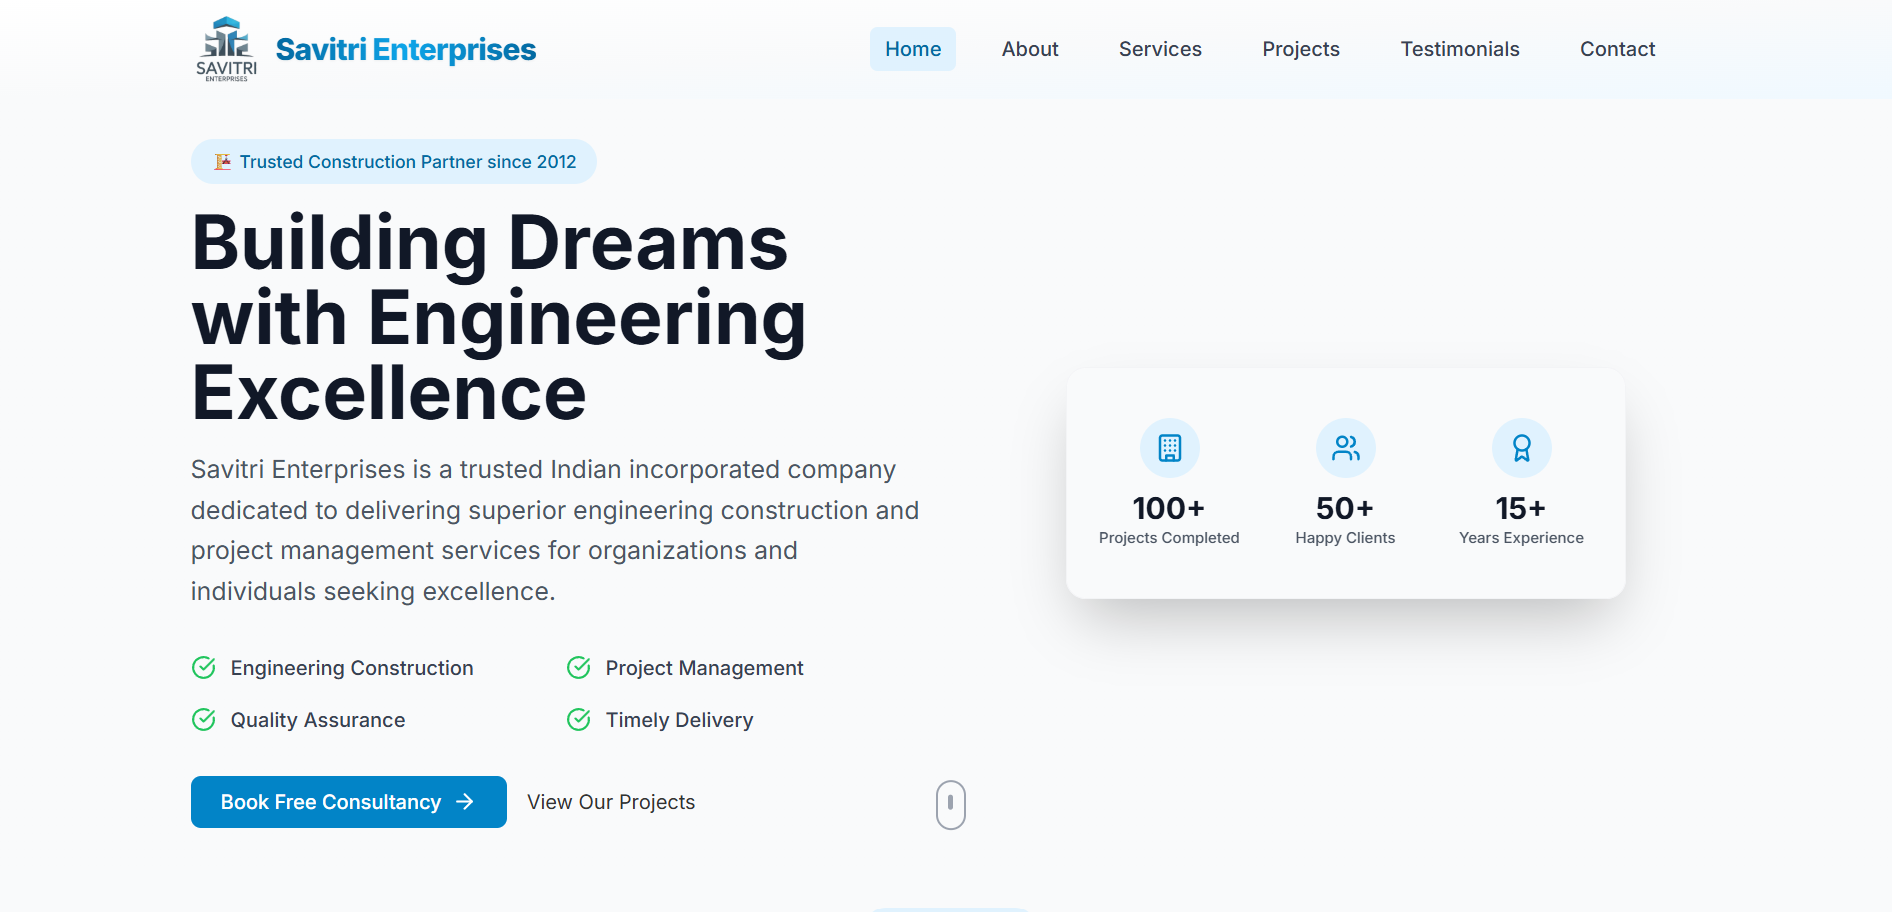 SAVITRI
ENTERPRISES
Savitri Enterprises
Home
About
Services
Projects
Testimonials
Contact
Trusted Construction Partner since 2012
Building Dreams
with Engineering
Excellence
Savitri Enterprises is a trusted Indian incorporated company
dedicated to delivering superior engineering construction and
project management services for organizations and
individuals seeking excellence.
Engineering Construction
Project Management
Quality Assurance
Timely Delivery
Book Free Consultancy
View Our Projects
100+
Projects Completed
50+
Happy Clients
15+
Years Experience